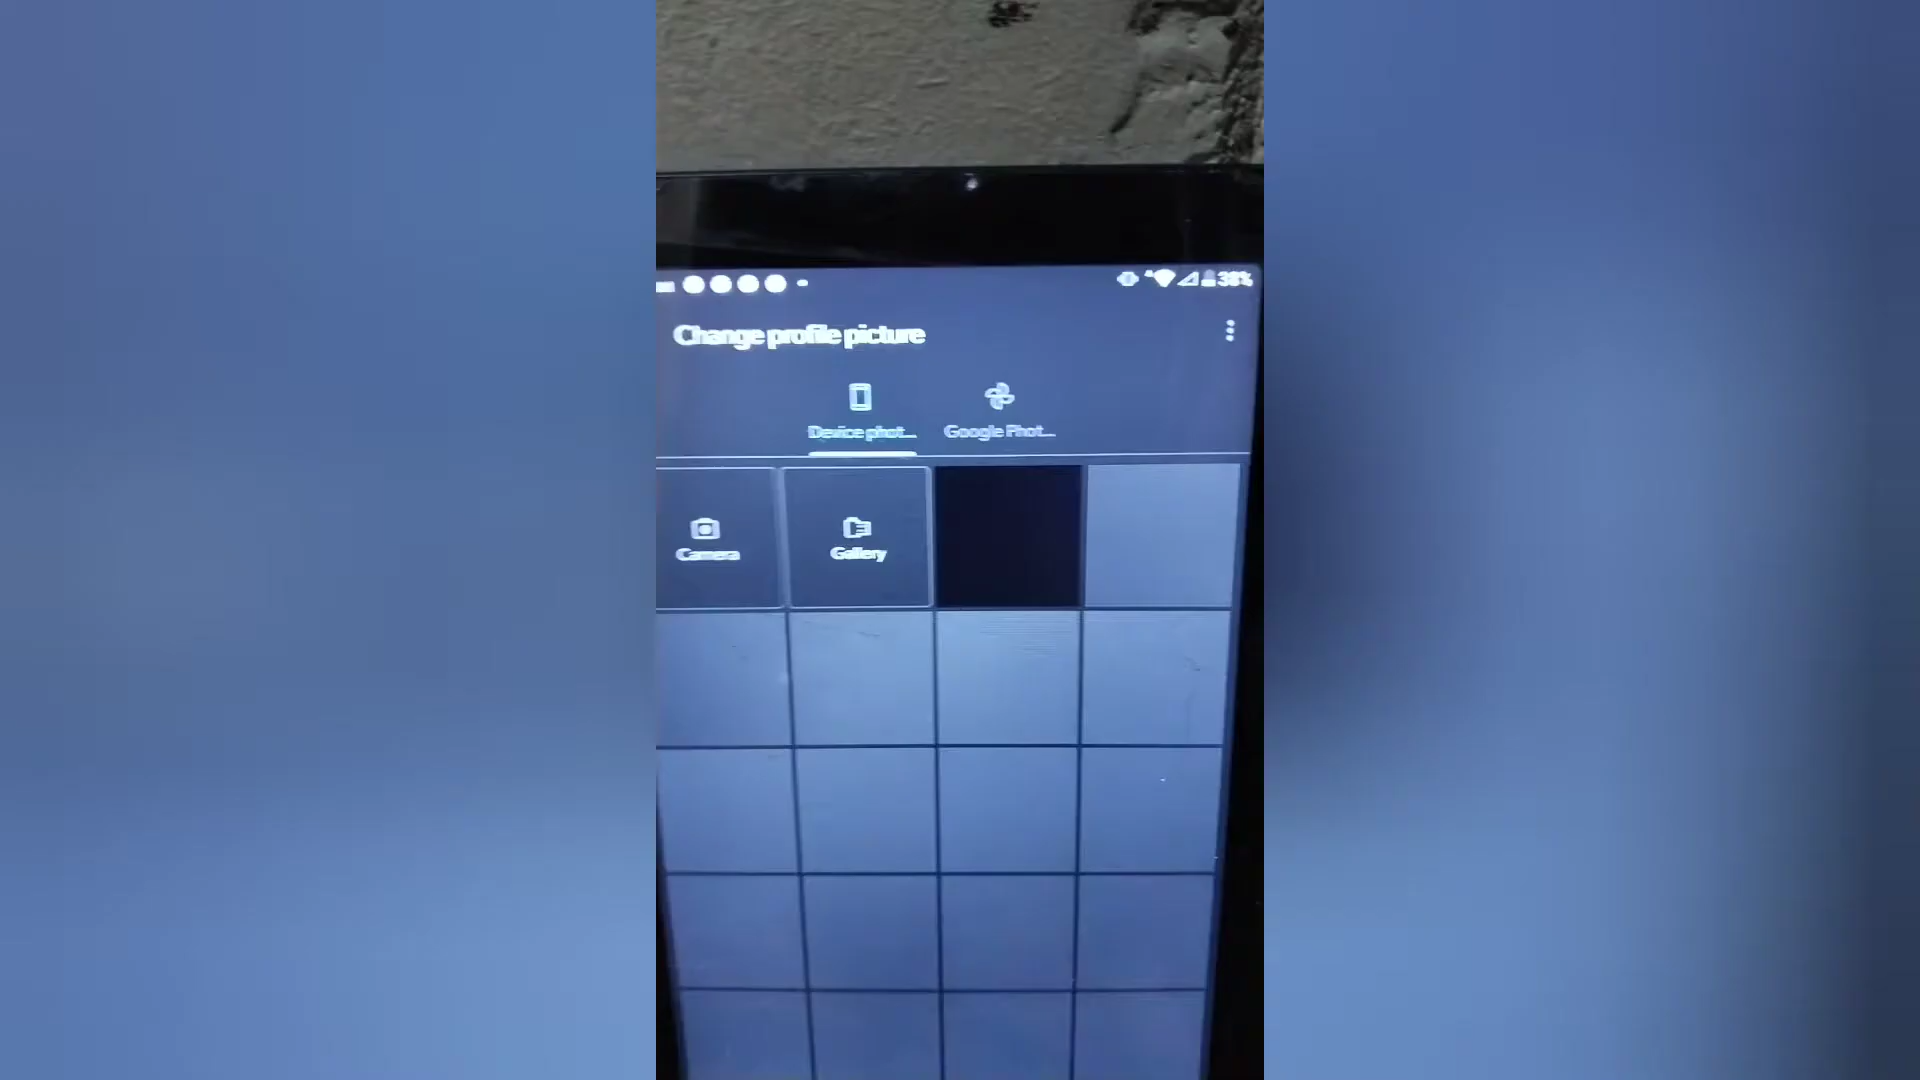 38%
Change profile picture
Device phot...
Google Phot...
Camera
Gallery